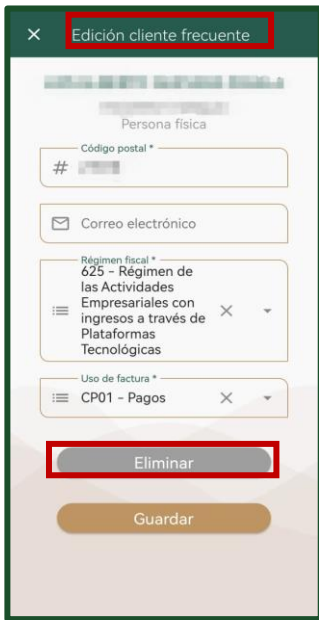 Edición cliente frecuente
Persona física
Código postal *
#
Correo electrónico
Régimen fiscal *
625 - Régimen de
las Actividades
Empresariales con
ingresos a través de
Plataformas
Tecnológicas
Uso de factura *
CP01 - Pagos
Eliminar
Guardar